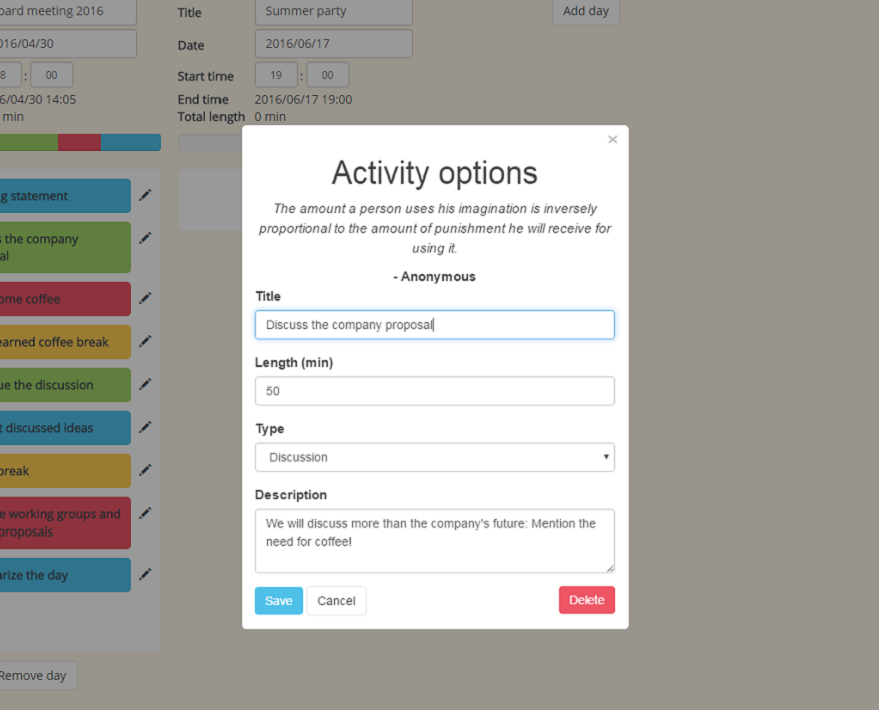 oard meeting 2016
016/04/30
8 : 00
6/04/30 14:05
min
g statement
s the company
al
ome coffee
earned coffee break
ue the discussion
t discussed ideas
break
e working groups and
proposals
arize the day
Remove day
Title Summer party
Date 2016/06/17
Start time 19 : 00
End time 2016/06/17 19:00
Total length 0 min
Add day
×
Activity options
The amount a person uses his imagination is inversely
proportional to the amount of punishment he will receive for
using it.
- Anonymous
Title
Discuss the company proposal
Length (min)
50
Type
Discussion
Description
We will discuss more than the company's future: Mention the
need for coffee!
Save Cancel Delete